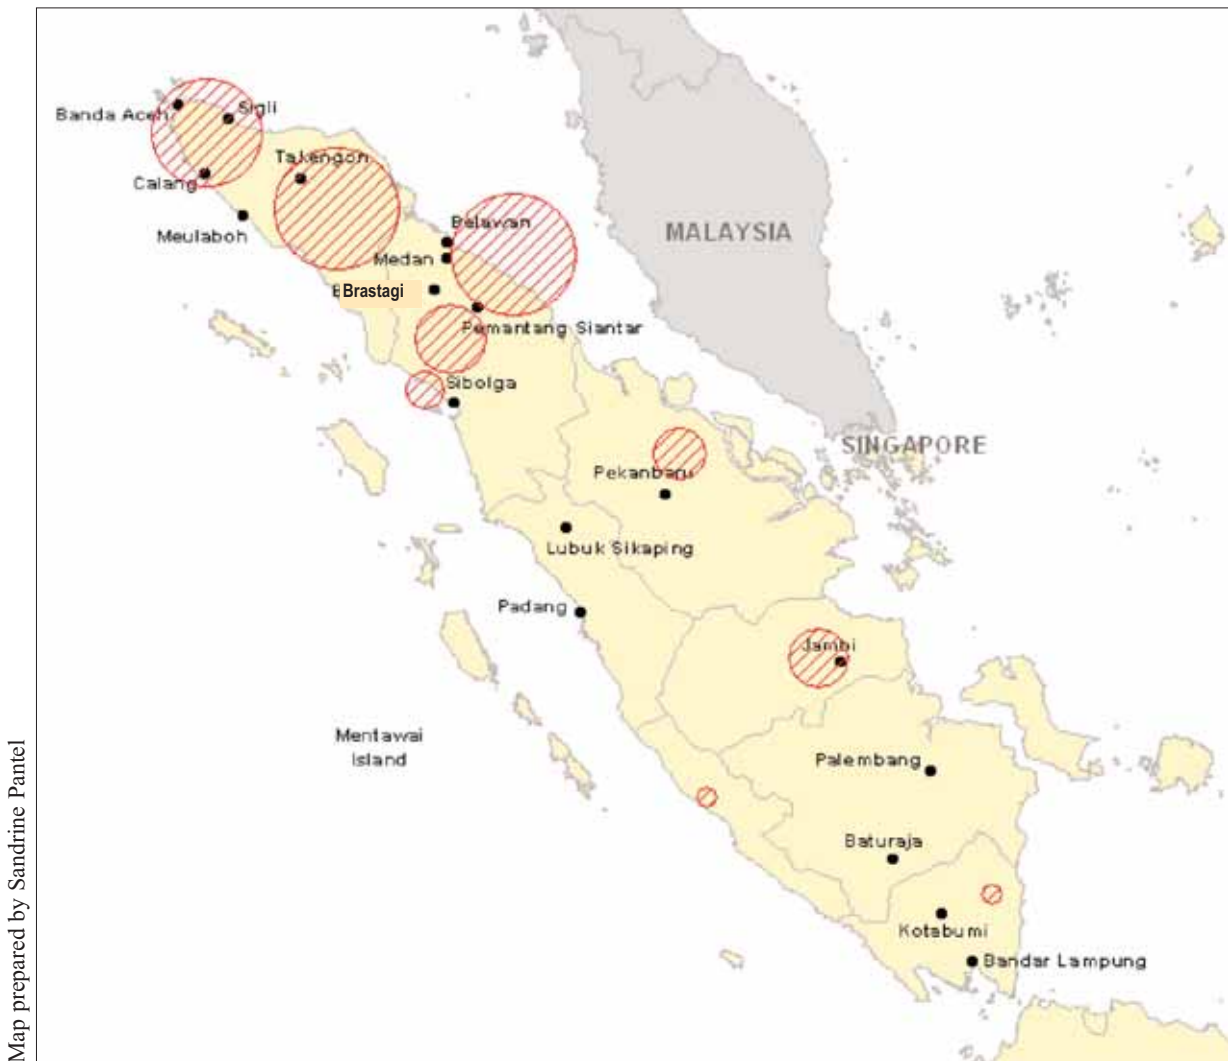 Banda Aceh
Sigli
Takengon
Calang
Meulaboh
Belawan
Medan
MALAYSIA
Brastagi
Pemantang Siantar
Sibolga
SINGAPORE
Pekanbaru
Lubuk Sikaping
Padang
Jambi
Mentawai
Island
Palembang
Baturaja
Kotabumi
Bandar Lampung
Map prepared by Sandrine Pantel